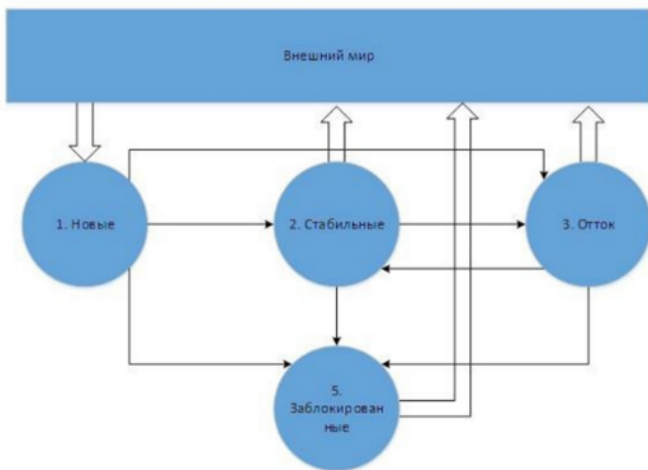 Внешний мир
1. Новые
2. Стабильные
3. Отток
5.
Заблокирован
ные